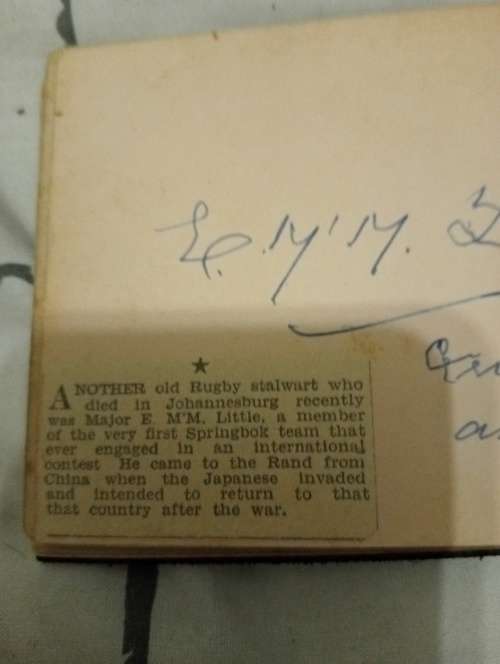 E. M'M.
★
ANOTHER old Rugby stalwart who
died in Johannesburg recently
was Major E. M'M. Little, a member
of the very first Springbok team that
ever engaged in an international
contest He came to the Rand from
China when the Japanese invaded
and intended to return to that
that country after the war.